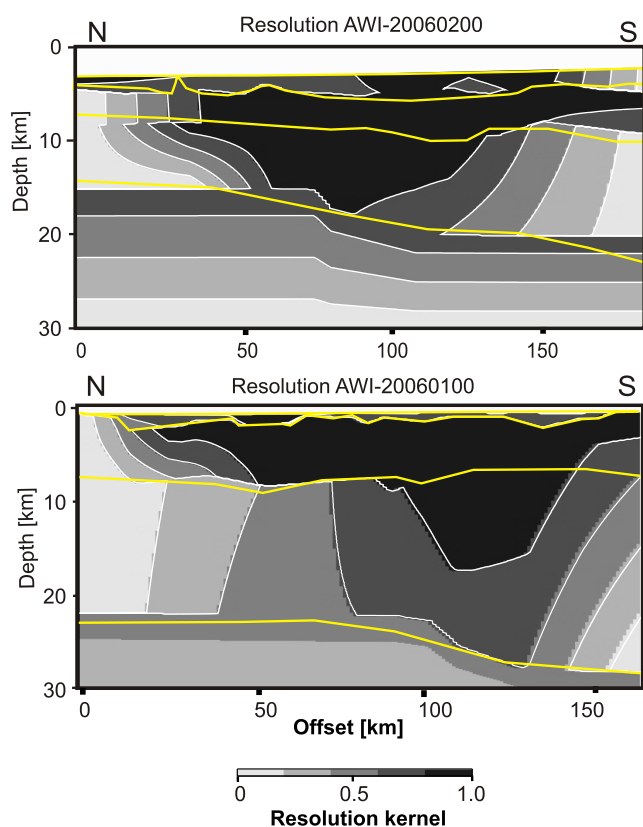 Resolution AWI-20060200
N S
0
10
20
30
Depth [km]
0 50 100 150
Resolution AWI-20060100
N S
0
10
20
30
Depth [km]
0 50 100 150
Offset [km]
0 0.5 1.0
Resolution kernel